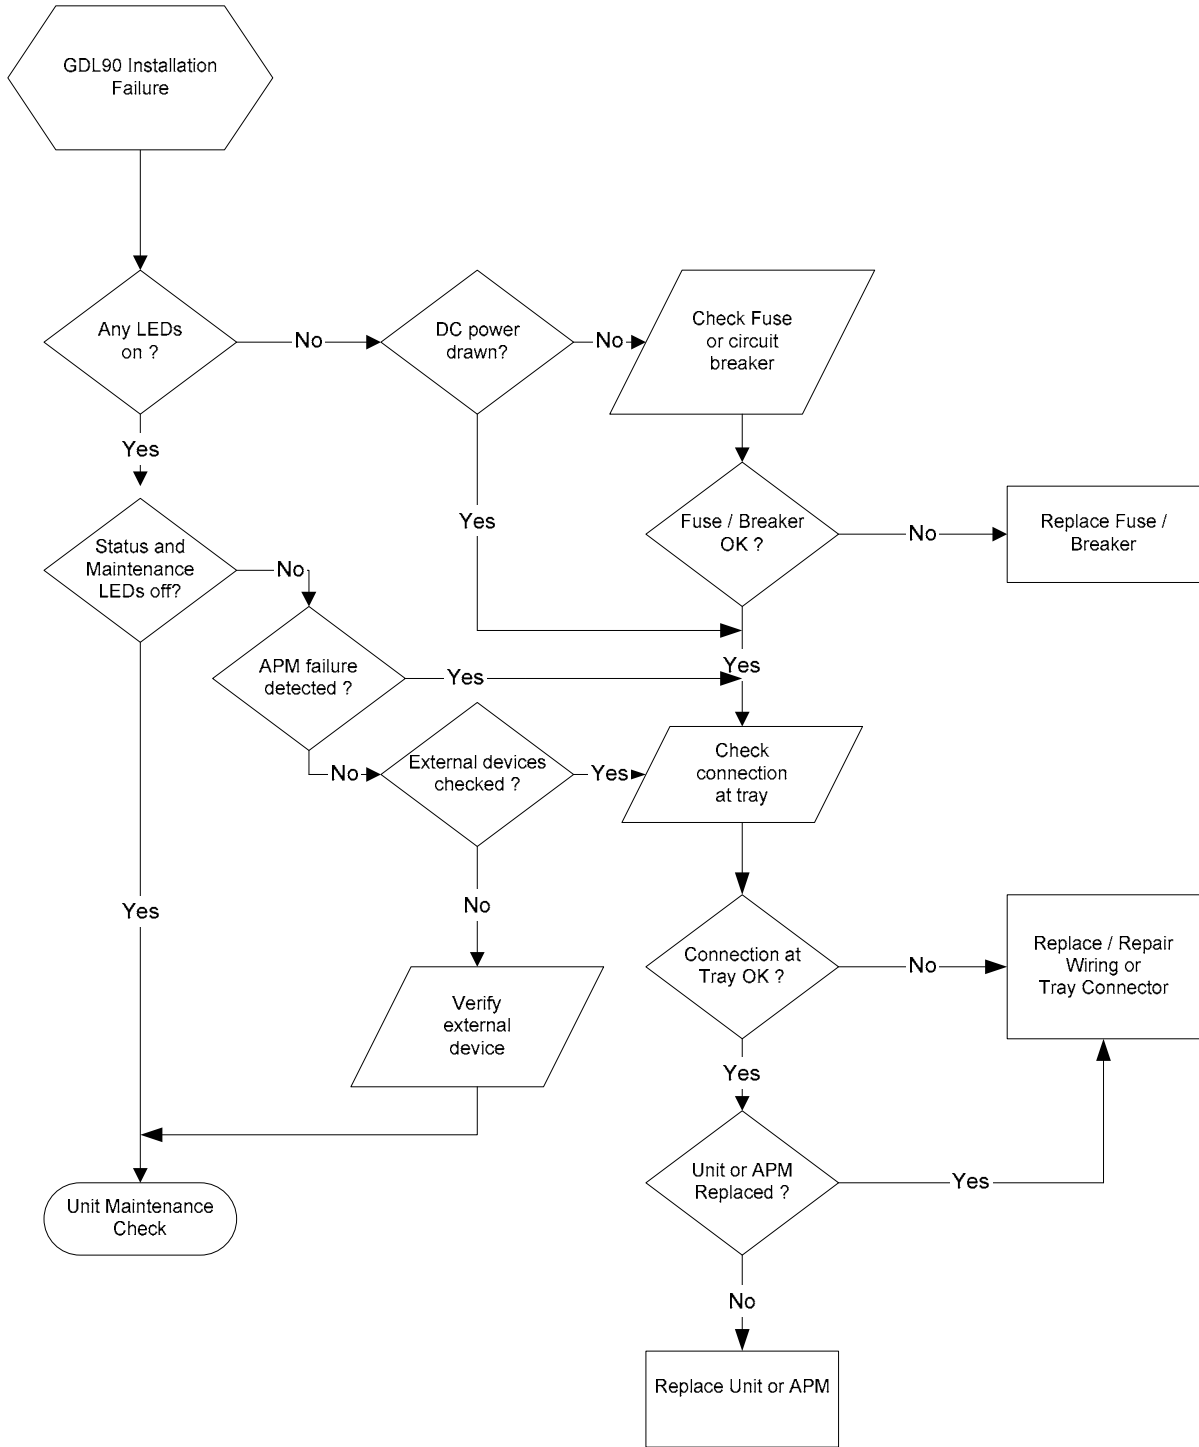 GDL90 Installation
Failure
Any LEDs
on ?
No
DC power
drawn?
No
Check Fuse
or circuit
breaker
Yes
Yes
Fuse / Breaker
OK ?
No
Replace Fuse /
Breaker
Status and
Maintenance
LEDs off?
No
Yes
APM failure
detected ?
Yes
No
External devices
checked ?
Yes
Check
connection
at tray
Yes
No
Connection at
Tray OK ?
No
Replace / Repair
Wiring or
Tray Connector
Verify
external
device
Yes
Unit or APM
Replaced ?
Yes
Unit Maintenance
Check
No
Replace Unit or APM